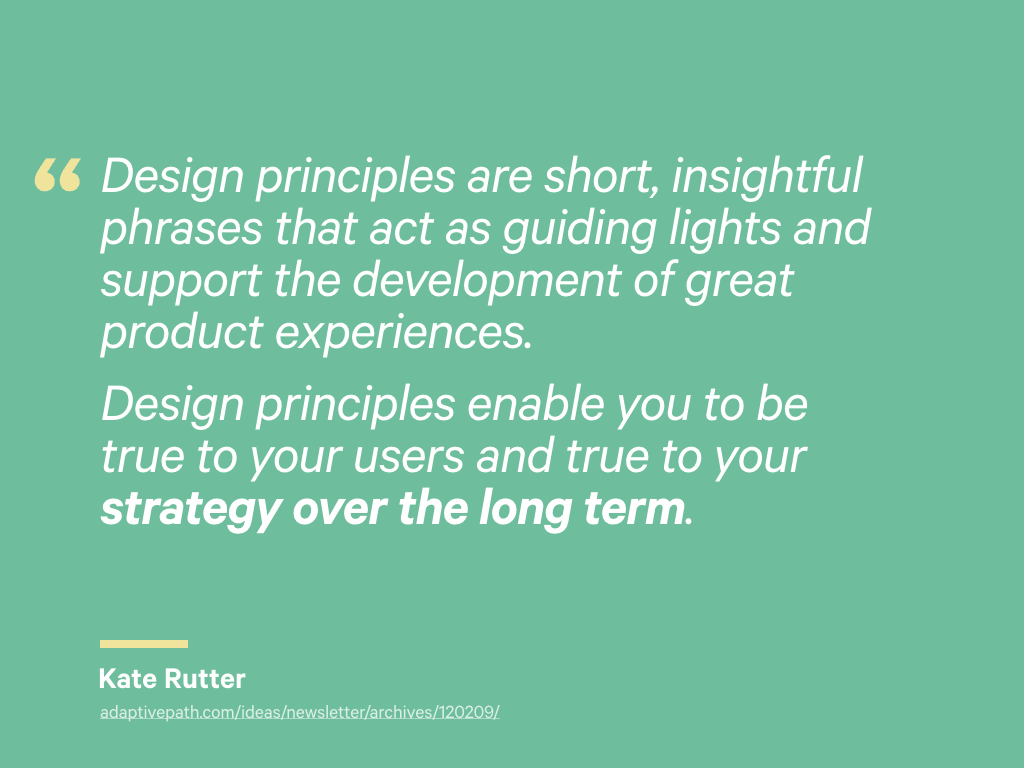 “Design principles are short, insightful
phrases that act as guiding lights and
support the development of great
product experiences.
Design principles enable you to be
true to your users and true to your
strategy over the long term.
Kate Rutter
adaptivepath.com/ideas/newsletter/archives/120209/